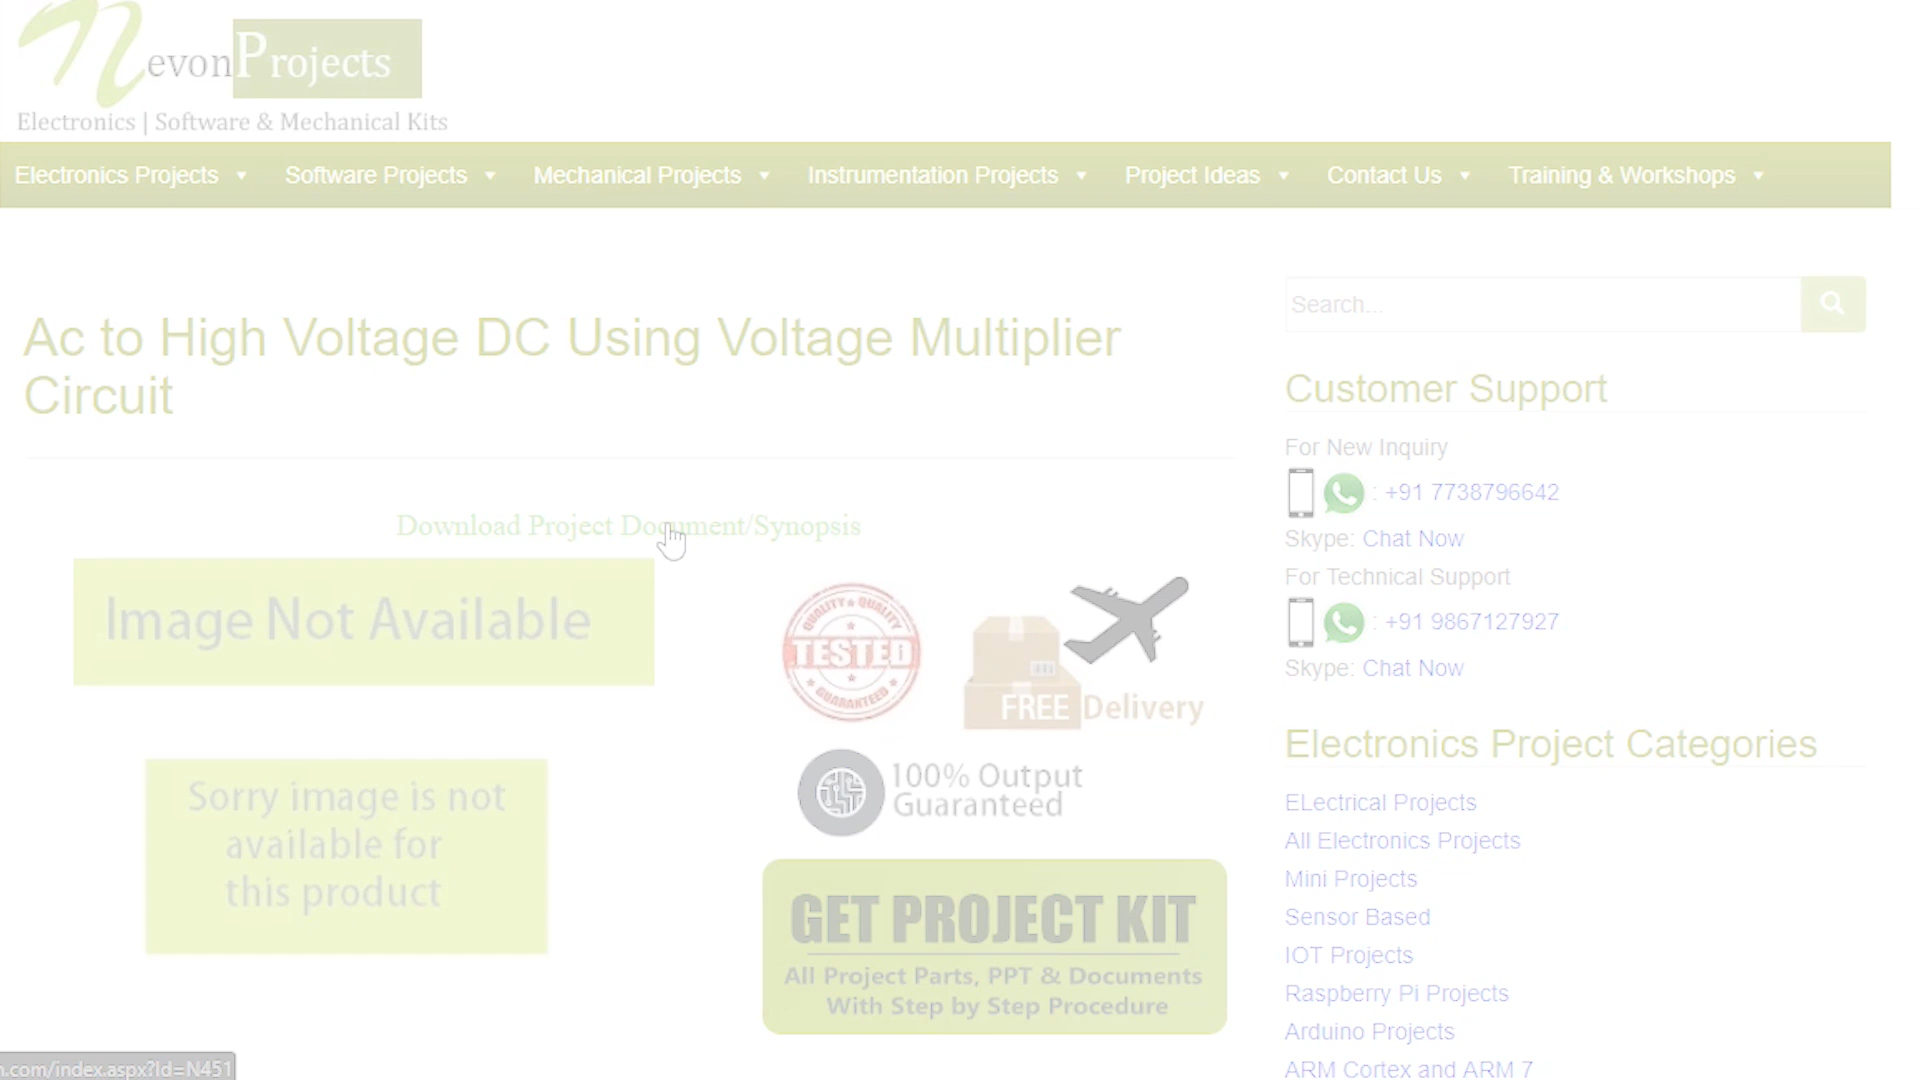 evonProjects
Electronics | Software & Mechanical Kits
Electronics Projects
Software Projects
Mechanical Projects
Instrumentation Projects
Project Ideas
Contact Us
Training & Workshops
Ac to High Voltage DC Using Voltage Multiplier
Circuit
Download Project Document/Synopsis
Image Not Available
Sorry image is not
available for
this product
QUALITY QUALITY
TESTED
GUARANTEED
FREE Delivery
100% Output
Guaranteed
GET PROJECT KIT
All Project Parts, PPT & Documents
With Step by Step Procedure
Search...
Customer Support
For New Inquiry
: +91 7738796642
Skype: Chat Now
For Technical Support
: +91 9867127927
Skype: Chat Now
Electronics Project Categories
ELectrical Projects
All Electronics Projects
Mini Projects
Sensor Based
IOT Projects
Raspberry Pi Projects
Arduino Projects
ARM Cortex and ARM 7
.com/index.aspx?Id=N451